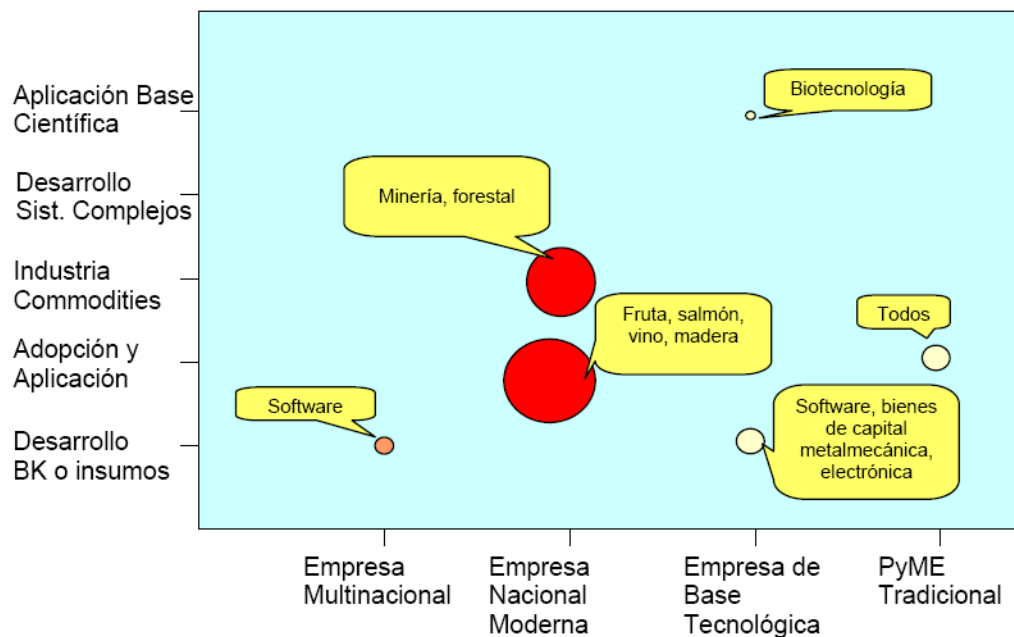 Aplicación Base
Científica
Desarrollo
Sist. Complejos
Industria
Commodities
Adopción y
Aplicación
Desarrollo
BK o insumos
Biotecnología
Minería, forestal
Fruta, salmón,
vino, madera
Todos
Software
Software, bienes
de capital
metalmecánica,
electrónica
Empresa
Multinacional
Empresa
Nacional
Moderna
Empresa de
Base
Tecnológica
PyME
Tradicional